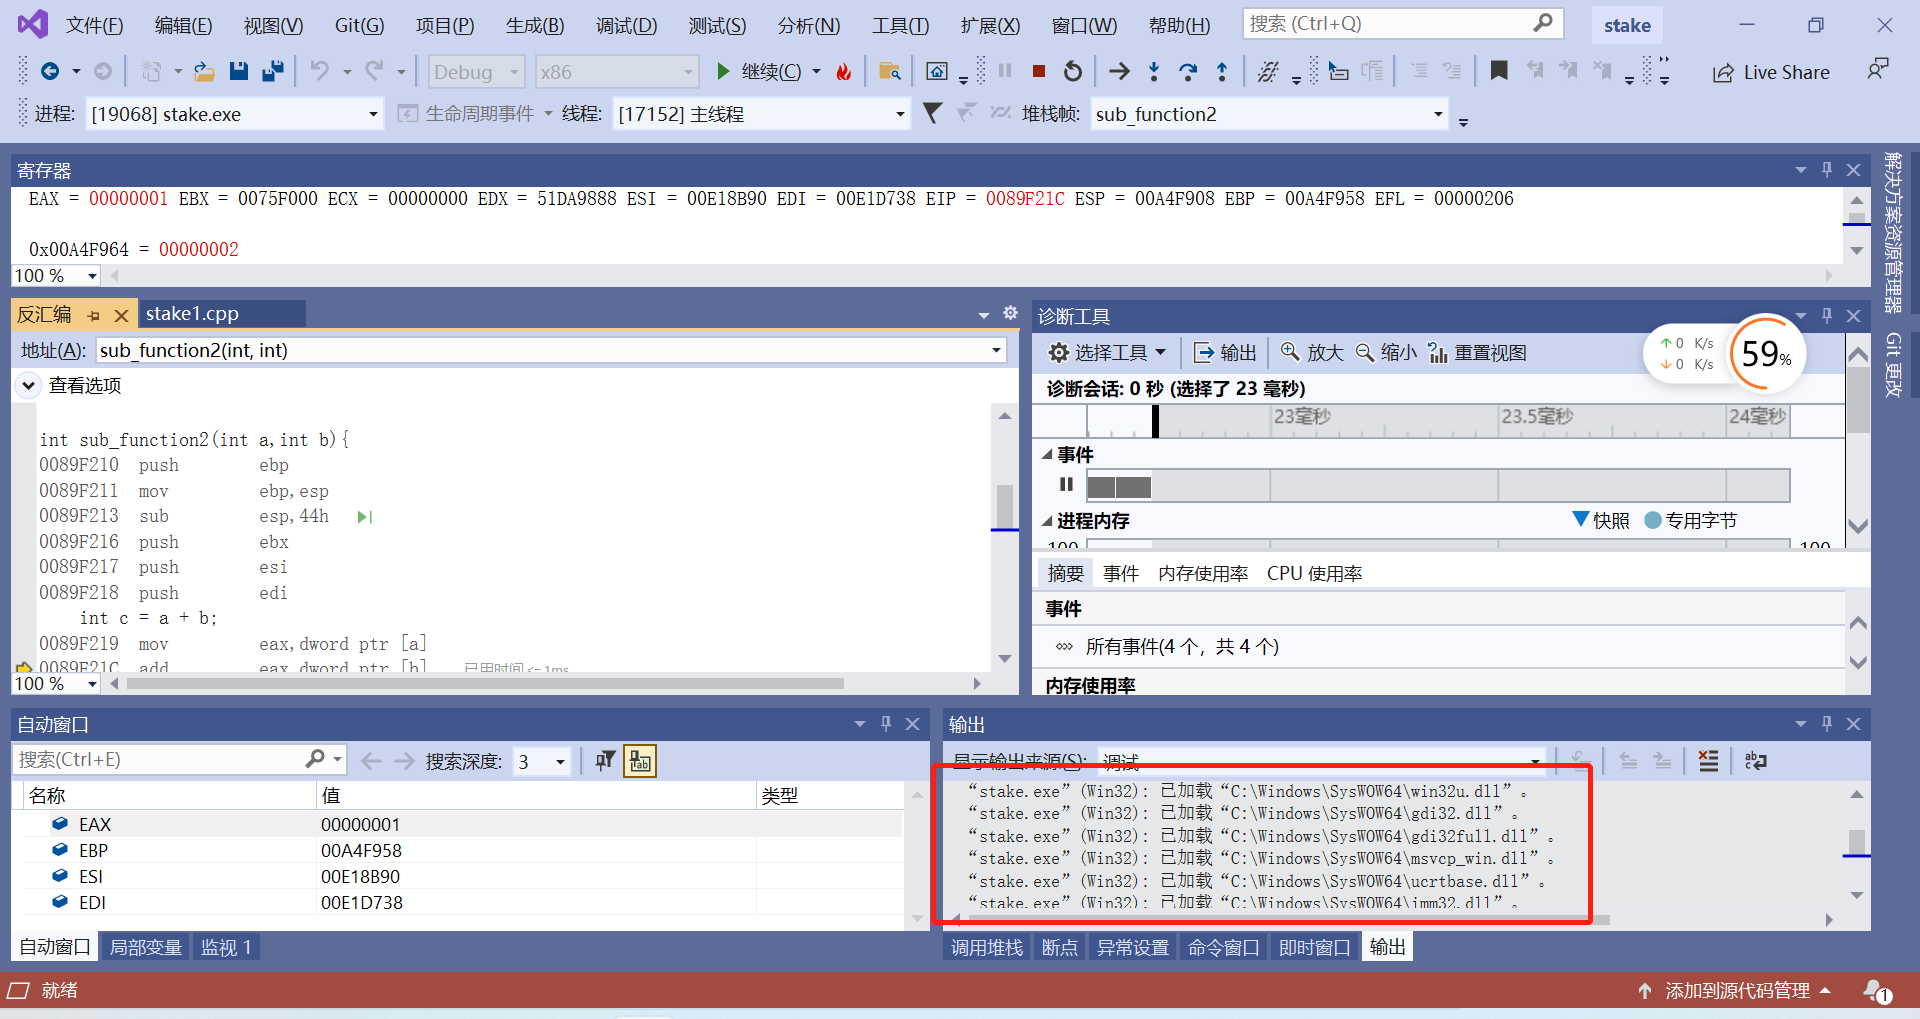 文件(F) 编辑(E) 视图(V) Git(G) 项目(P) 生成(B) 调试(D) 测试(S) 分析(N) 工具(T) 扩展(X) 窗口(W) 帮助(H) 搜索 (Ctrl+Q) stake
Debug x86 继续(C) Live Share
进程: [19068] stake.exe 生命周期事件 线程: [17152] 主线程 堆栈帧: sub_function2
寄存器
EAX = 00000001 EBX = 0075F000 ECX = 00000000 EDX = 51DA9888 ESI = 00E18B90 EDI = 00E1D738 EIP = 0089F21C ESP = 00A4F908 EBP = 00A4F958 EFL = 00000206
0x00A4F964 = 00000002
100 %
反汇编 stake1.cpp
地址(A): sub_function2(int, int)
查看选项
int sub_function2(int a,int b){
0089F210 push ebp
0089F211 mov ebp,esp
0089F213 sub esp,44h
0089F216 push ebx
0089F217 push esi
0089F218 push edi
int c = a + b;
0089F219 mov eax,dword ptr [a]
0089F21C add eax,dword ptr [b] 已用时间 <= 1ms
100 %
诊断工具
选择工具 输出 放大 缩小 重置视图
诊断会话: 0 秒 (选择了 23 毫秒)
23毫秒 23.5毫秒 24毫秒
事件
进程内存 快照 专用字节
100 100
摘要 事件 内存使用率 CPU 使用率
事件
所有事件(4 个，共 4 个)
内存使用率
↑0 K/s
↓0 K/s
59%
解决方案资源管理器
Git 更改
自动窗口
搜索(Ctrl+E) 搜索深度: 3
名称 值 类型
EAX 00000001
EBP 00A4F958
ESI 00E18B90
EDI 00E1D738
自动窗口 局部变量 监视 1
输出
显示输出来源(S): 调试
“stake.exe”(Win32): 已加载“C:\Windows\SysWOW64\win32u.dll”。
“stake.exe”(Win32): 已加载“C:\Windows\SysWOW64\gdi32.dll”。
“stake.exe”(Win32): 已加载“C:\Windows\SysWOW64\gdi32full.dll”。
“stake.exe”(Win32): 已加载“C:\Windows\SysWOW64\msvcp_win.dll”。
“stake.exe”(Win32): 已加载“C:\Windows\SysWOW64\ucrtbase.dll”。
“stake.exe”(Win32): 已加载“C:\Windows\SysWOW64\imm32.dll”。
调用堆栈 断点 异常设置 命令窗口 即时窗口 输出
就绪 添加到源代码管理 1